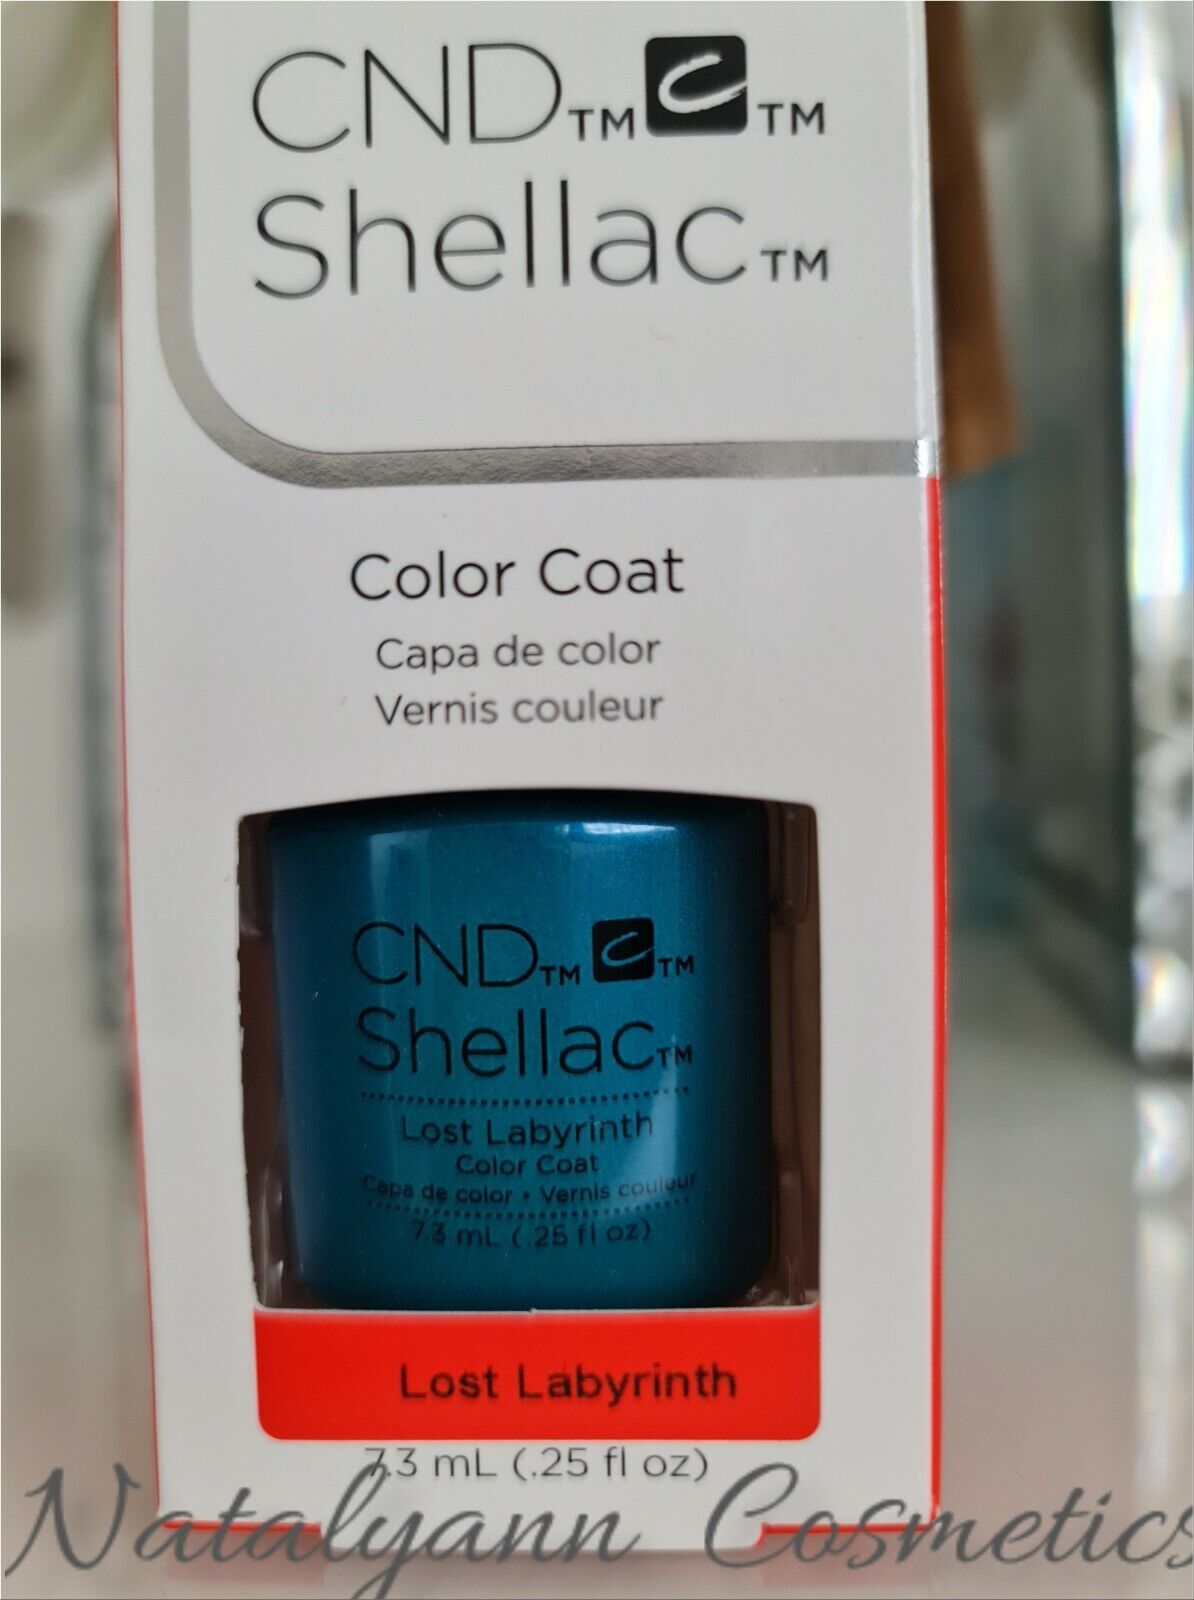 CND™ ™
Shellac™
Color Coat
Capa de color
Vernis couleur
CND™ ™
Shellac™
Lost Labyrinth
Color Coat
Capa de color • Vernis couleur
7.3 mL (.25 fl oz)
Lost Labyrinth
7.3 mL (.25 fl oz)
Natalyann Cosmetics